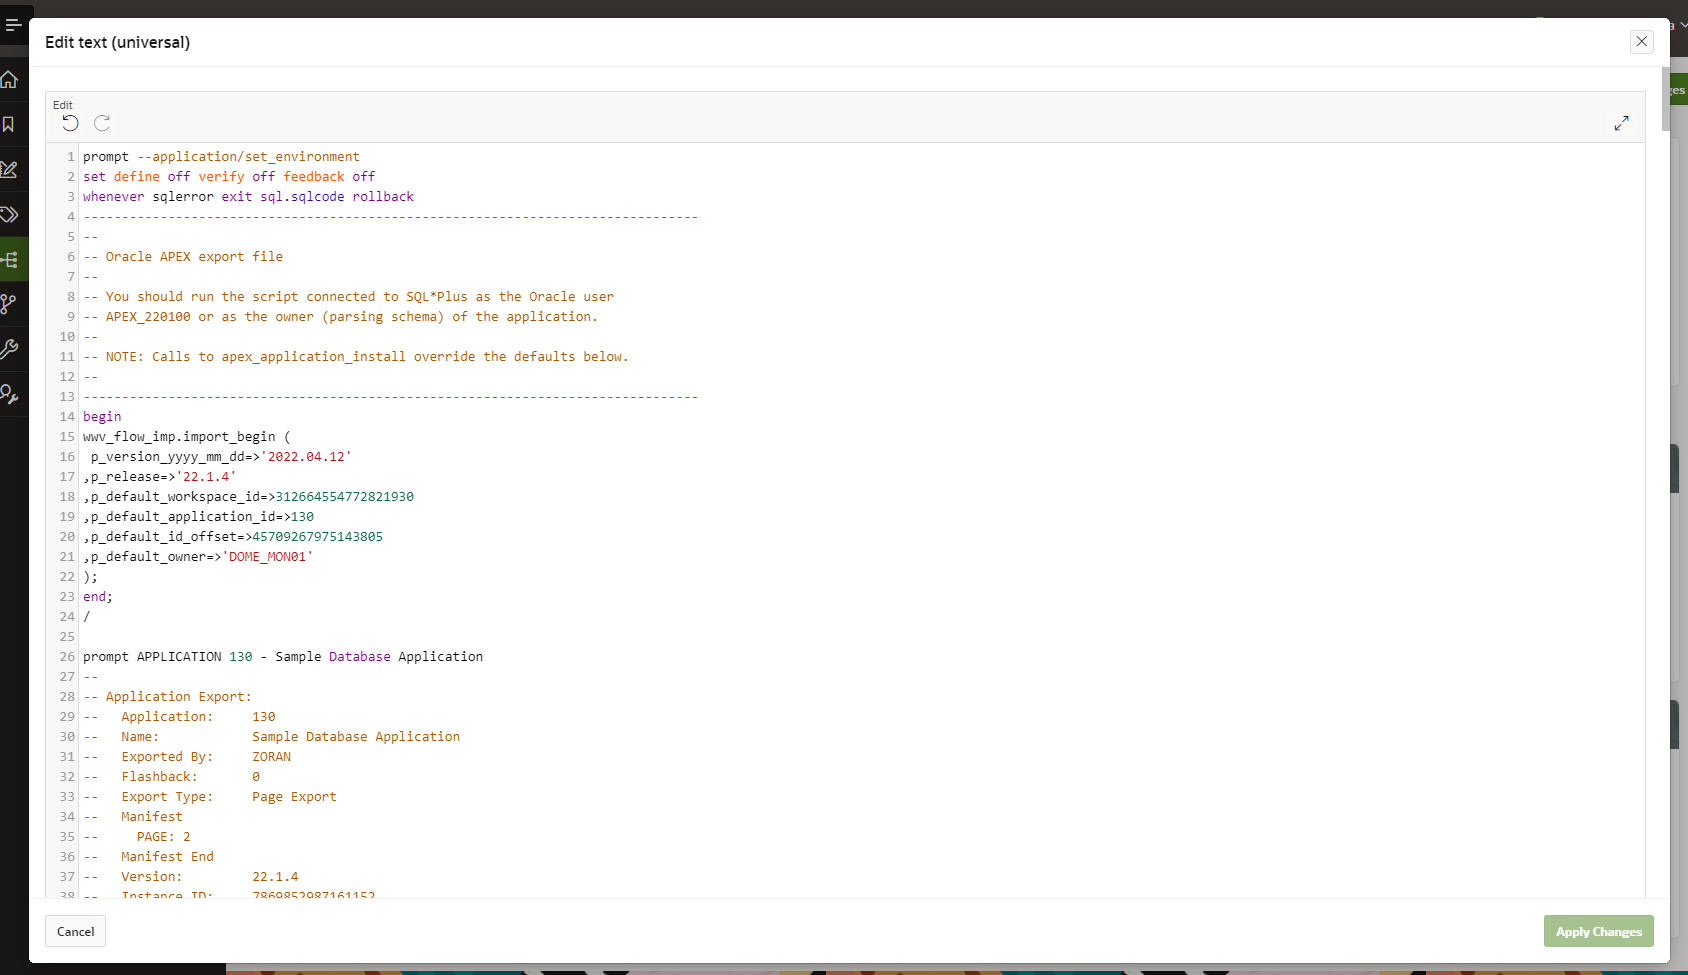 Edit text (universal)
ges
Edit
1 prompt --application/set_environment
2 set define off verify off feedback off
3 whenever sqlerror exit sql.sqlcode rollback
4 --------------------------------------------------------------------------------
5 --
6 -- Oracle APEX export file
7 --
8 -- You should run the script connected to SQL*Plus as the Oracle user
9 -- APEX_220100 or as the owner (parsing schema) of the application.
10 --
11 -- NOTE: Calls to apex_application_install override the defaults below.
12 --
13 --------------------------------------------------------------------------------
14 begin
15 wwv_flow_imp.import_begin (
16  p_version_yyyy_mm_dd=>'2022.04.12'
17 ,p_release=>'22.1.4'
18 ,p_default_workspace_id=>312664554772821930
19 ,p_default_application_id=>130
20 ,p_default_id_offset=>45709267975143805
21 ,p_default_owner=>'DOME_MON01'
22 );
23 end;
24 /
25
26 prompt APPLICATION 130 - Sample Database Application
27 --
28 -- Application Export:
29 --   Application:     130
30 --   Name:            Sample Database Application
31 --   Exported By:     ZORAN
32 --   Flashback:       0
33 --   Export Type:     Page Export
34 --   Manifest
35 --     PAGE: 2
36 --   Manifest End
37 --   Version:         22.1.4
38 --   Instance ID:     7869852987161152
Cancel
Apply Changes